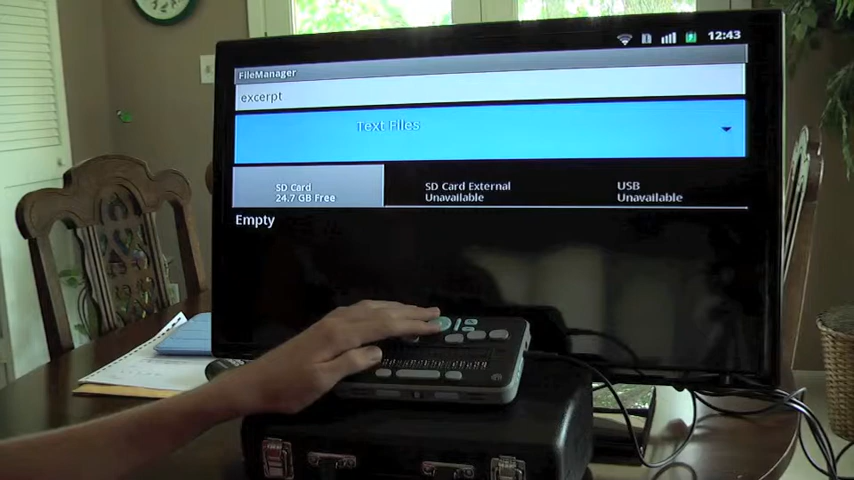 12:43
FileManager
excerpt
Text Files
SD Card
24.7 GB Free
SD Card External
Unavailable
USB
Unavailable
Empty